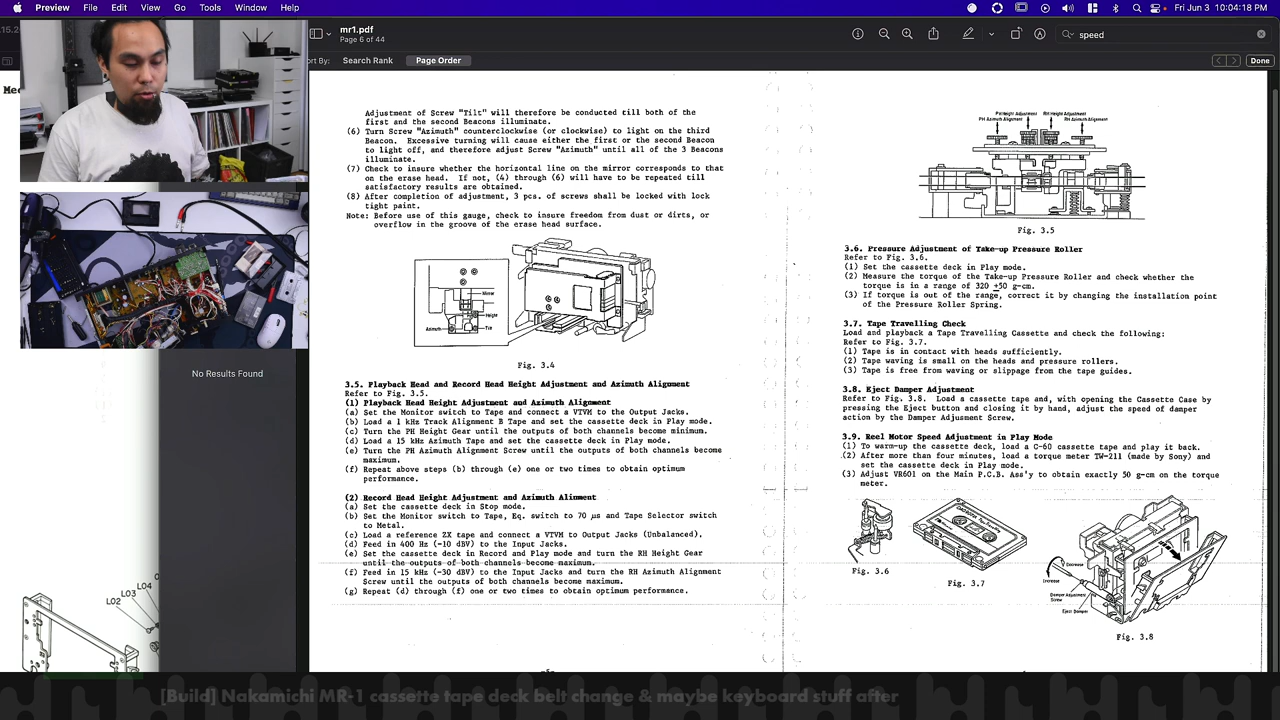 Preview File Edit View Go Tools Window Help
Fri Jun 3 10:04:18 PM
mr1.pdf
Page 6 of 44
speed
Search Rank
Page Order
Done
Adjustment of Screw "Tilt" will therefore be conducted till both of the
first and the second Beacons illuminate.
(6) Turn Screw "Azimuth" counterclockwise (or clockwise) to light on the third
Beacon. Excessive turning will cause either the first or the second Beacon
to light off, and therefore adjust Screw "Azimuth" until all of the 3 Beacons
illuminate.
(7) Check to insure whether the horizontal line on the mirror corresponds to that
on the erase head. If not, (4) through (6) will have to be repeated till
satisfactory results are obtained.
(8) After completion of adjustment, 3 pcs. of screws shall be locked with lock
tight paint.
Note: Before use of this gauge, check to insure freedom from dust or dirts, or
overflow in the groove of the erase head surface.
Mirror
Height
Azimuth
Tilt
Fig. 3.4
3.5. Playback Head and Record Head Height Adjustment and Azimuth Alignment
Refer to Fig. 3.5.
(1) Playback Head Height Adjustment and Azimuth Alignment
(a) Set the Monitor switch to Tape and connect a VTVM to the Output Jacks.
(b) Load a 1 kHz Track Alignment B Tape and set the cassette deck in Play mode.
(c) Turn the PH Height Gear until the outputs of both channels become minimum.
(d) Load a 15 kHz Azimuth Tape and set the cassette deck in Play mode.
(e) Turn the PH Azimuth Alignment Screw until the outputs of both channels become
maximum.
(f) Repeat above steps (b) through (e) one or two times to obtain optimum
performance.
(2) Record Head Height Adjustment and Azimuth Alinment
(a) Set the cassette deck in Stop mode.
(b) Set the Monitor switch to Tape, Eq. switch to 70 µs and Tape Selector switch
to Metal.
(c) Load a reference ZX tape and connect a VTVM to Output Jacks (Unbalanced).
(d) Feed in 400 Hz (-10 dBV) to the Input Jacks.
(e) Set the cassette deck in Record and Play mode and turn the RH Height Gear
until the outputs of both channels become maximum.
(f) Feed in 15 kHz (-30 dBV) to the Input Jacks and turn the RH Azimuth Alignment
Screw until the outputs of both channels become maximum.
(g) Repeat (d) through (f) one or two times to obtain optimum performance.
PH Height Alignment
RH Height Alignment
PH Azimuth Alignment
RH Azimuth Alignment
Fig. 3.5
3.6. Pressure Adjustment of Take-up Pressure Roller
Refer to Fig. 3.6.
(1) Set the cassette deck in Play mode.
(2) Measure the torque of the Take-up Pressure Roller and check whether the
torque is in a range of 320 ±50 g-cm.
(3) If torque is out of the range, correct it by changing the installation point
of the Pressure Roller Spring.
3.7. Tape Travelling Check
Load and playback a Tape Travelling Cassette and check the following:
Refer to Fig. 3.7.
(1) Tape is in contact with heads sufficiently.
(2) Tape waving is small on the heads and pressure rollers.
(3) Tape is free from waving or slippage from the tape guides.
3.8. Eject Damper Adjustment
Refer to Fig. 3.8. Load a cassette tape and, with opening the Cassette Case by
pressing the Eject button and closing it by hand, adjust the speed of damper
action by the Damper Adjusment Screw.
3.9. Reel Motor Speed Adjustment in Play Mode
(1) To warm-up the cassette deck, load a C-60 cassette tape and play it back.
(2) After more than four minutes, load a torque meter TW-211 (made by Sony) and
set the cassette deck in Play mode.
(3) Adjust VR601 on the Main P.C.B. Ass'y to obtain exactly 50 g-cm on the torque
meter.
Fig. 3.6
Fig. 3.7
Decrease
Increase
Damper Adjustment
Screw
Eject Damper
Fig. 3.8
No Results Found
L04
L03
L02
[Build] Nakamichi MR-1 cassette tape deck belt change & maybe keyboard stuff after